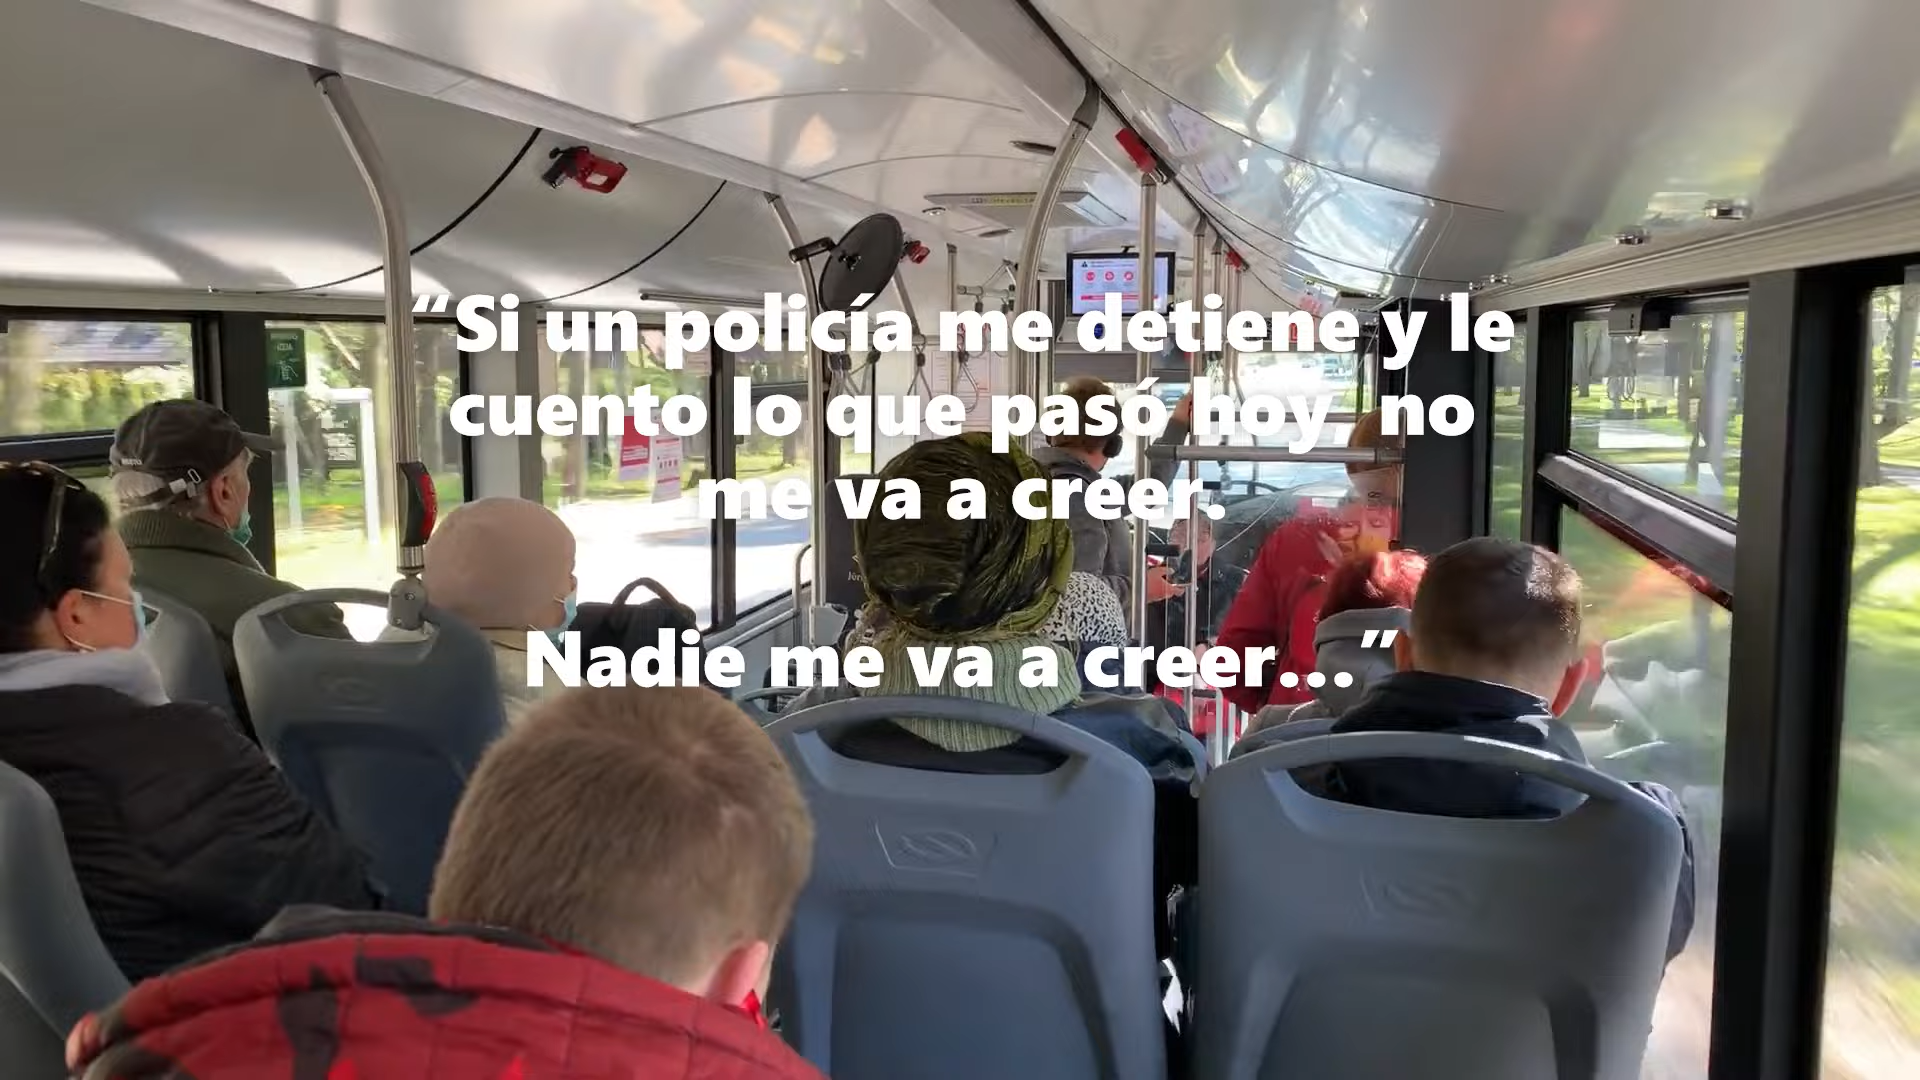 “Si un policía me detiene y le
cuento lo que pasó hoy, no
me va a creer.
Nadie me va a creer...”